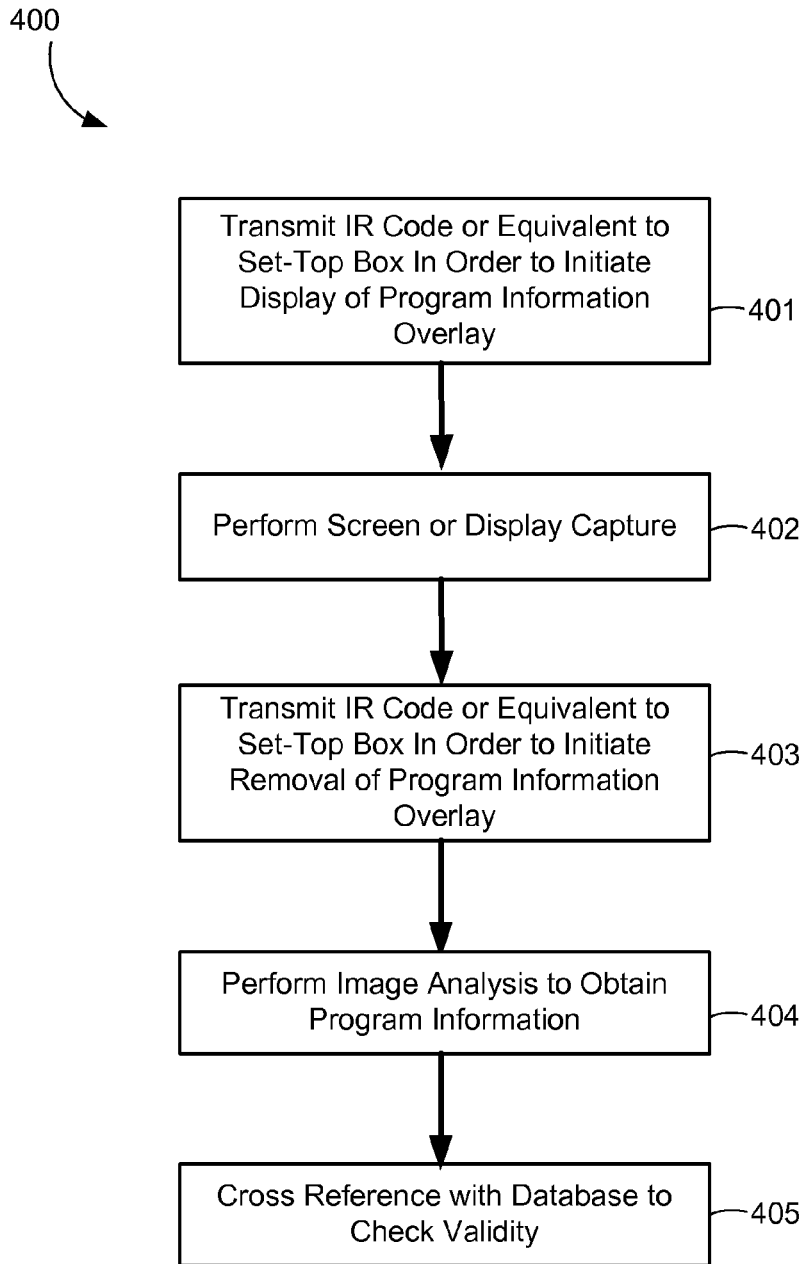 400
Transmit IR Code or Equivalent to
Set-Top Box In Order to Initiate
Display of Program Information
Overlay
401
Perform Screen or Display Capture
402
Transmit IR Code or Equivalent to
Set-Top Box In Order to Initiate
Removal of Program Information
Overlay
403
Perform Image Analysis to Obtain
Program Information
404
Cross Reference with Database to
Check Validity
405